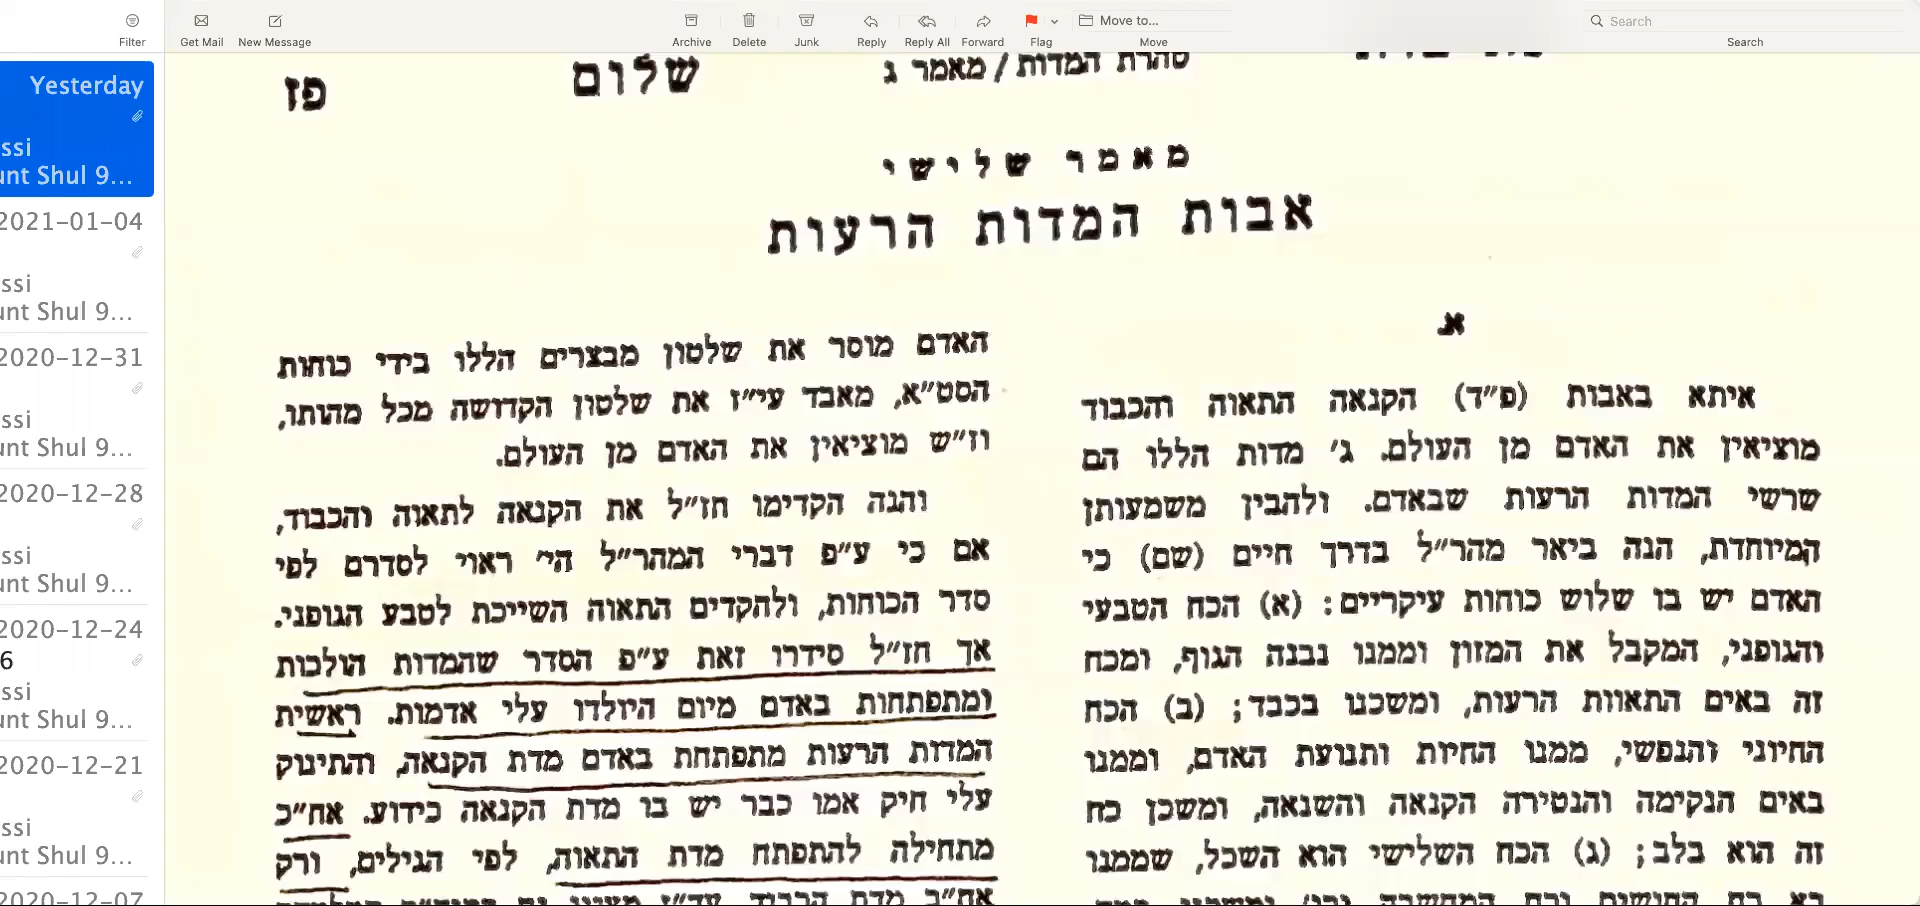 Filter
Get Mail
New Message
Archive
Delete
Junk
Reply
Reply All
Forward
Flag
Move to...
Move
Search
Search
Yesterday
ssi
unt Shul 9...
2021-01-04
ssi
unt Shul 9...
2020-12-31
ssi
unt Shul 9...
2020-12-28
ssi
unt Shul 9...
2020-12-24
6
ssi
unt Shul 9...
2020-12-21
ssi
unt Shul 9...
2020-12-07
טהרת המדות / מאמר ג
שלום
פז
מאמר שלישי
אבות המדות הרעות
א.
איתא באבות (פ״ד) הקנאה התאוה והכבוד
מוציאין את האדם מן העולם. ג׳ מדות הללו הם
שרשי המדות הרעות שבאדם. ולהבין משמעותן
המיוחדת, הנה ביאר מהר״ל בדרך חיים (שם) כי
האדם יש בו שלוש כוחות עיקריים: (א) הכח הטבעי
והגופני, המקבל את המזון וממנו נבנה הגוף, ומכח
זה באים התאוות הרעות, ומשכנו בכבד; (ב) הכח
החיוני והנפשי, ממנו החיות ותנועת האדם, וממנו
באים הנקימה והנטירה הקנאה והשנאה, ומשכן כח
זה הוא בלב; (ג) הכח השלישי הוא השכל, שממנו
האדם מוסר את שלטון מבצרים הללו בידי כוחות
הסט״א, מאבד עי״ז את שלטון הקדושה מכל מהותו,
וז״ש מוציאין את האדם מן העולם.
והנה הקדימו חז״ל את הקנאה לתאוה והכבוד,
אם כי ע״פ דברי המהר״ל הי׳ ראוי לסדרם לפי
סדר הכוחות, ולהקדים התאוה השייכת לטבע הגופני.
אך חז״ל סידרו זאת ע״פ הסדר שהמדות הולכות
ומתפתחות באדם מיום היולדו עלי אדמות. ראשית
המדות הרעות מתפתחת באדם מדת הקנאה, והתינוק
עלי חיק אמו כבר יש בו מדת הקנאה כידוע. אח״כ
מתחילה להתפתח מדת התאוה, לפי הגילים, ורק
אח״כ מדת הכבוד